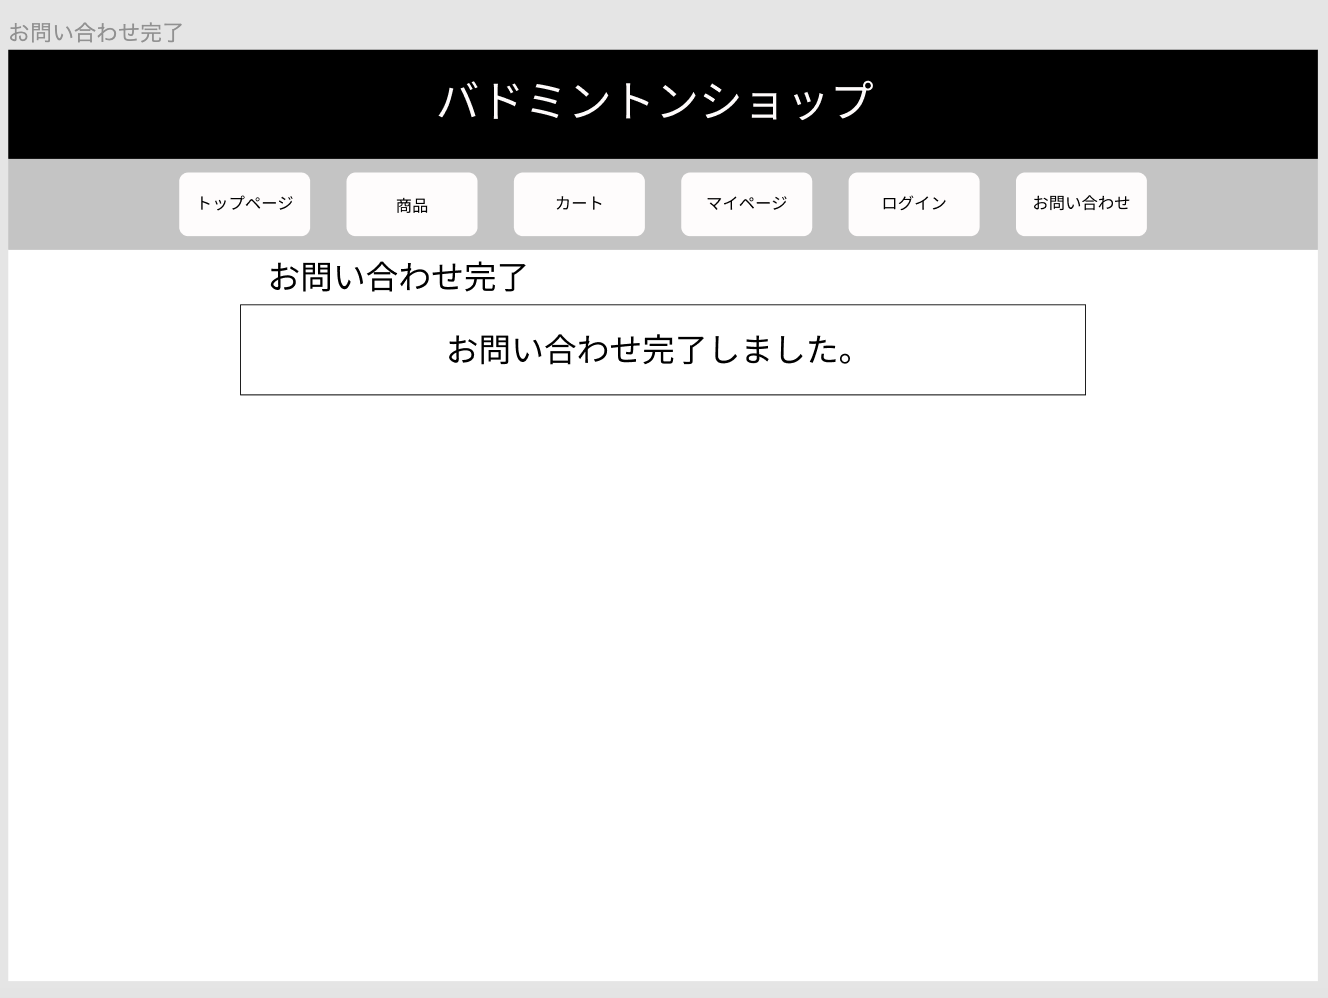 お問い合わせ完了
バドミントンショップ
トップページ 商品 カート マイページ ログイン お問い合わせ
お問い合わせ完了
お問い合わせ完了しました。